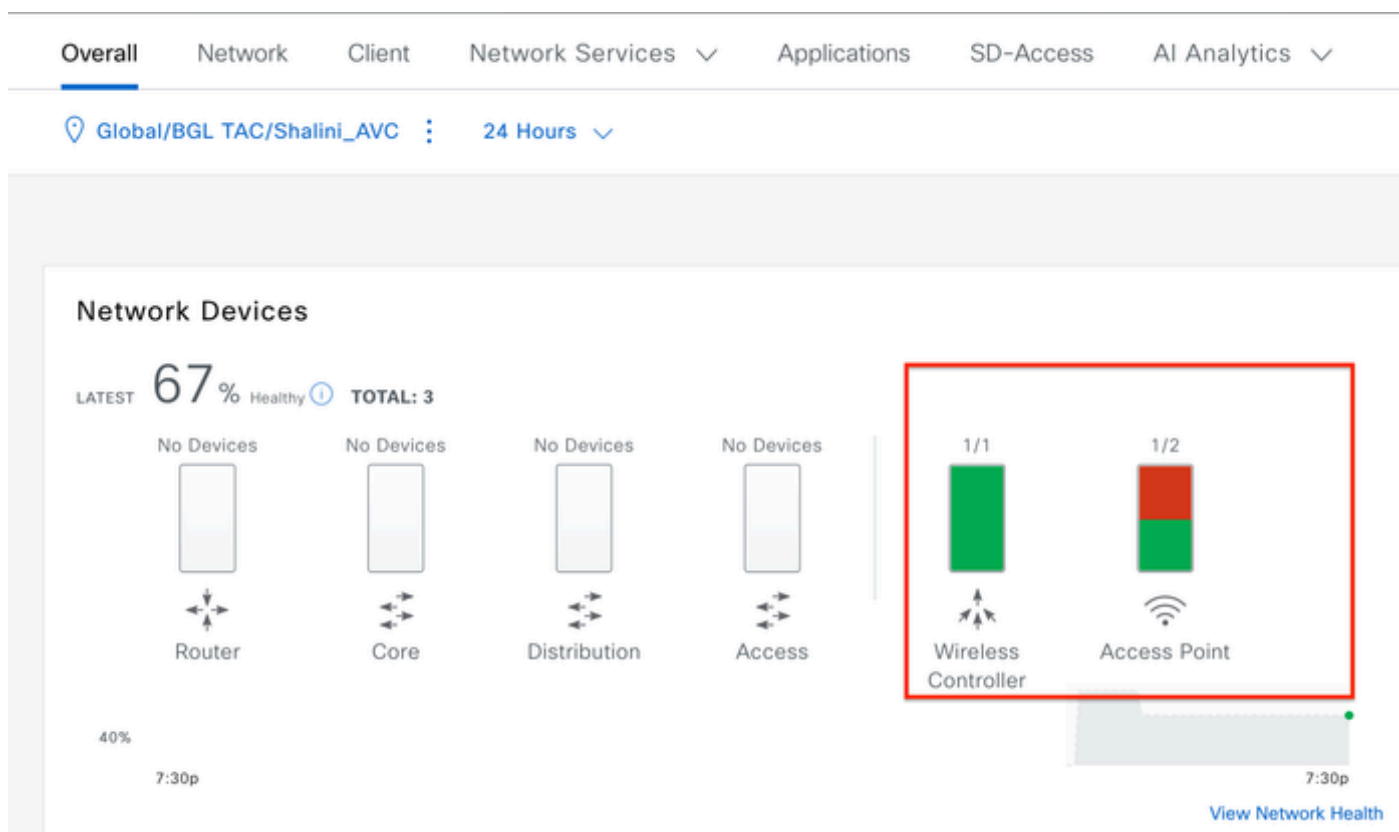 Overall Network Client Network Services Applications SD-Access AI Analytics
Global/BGL TAC/Shalini_AVC 24 Hours
Network Devices
LATEST 67% Healthy TOTAL: 3
No Devices No Devices No Devices No Devices 1/1 1/2
Router Core Distribution Access Wireless Controller Access Point
40%
7:30p 7:30p
View Network Health